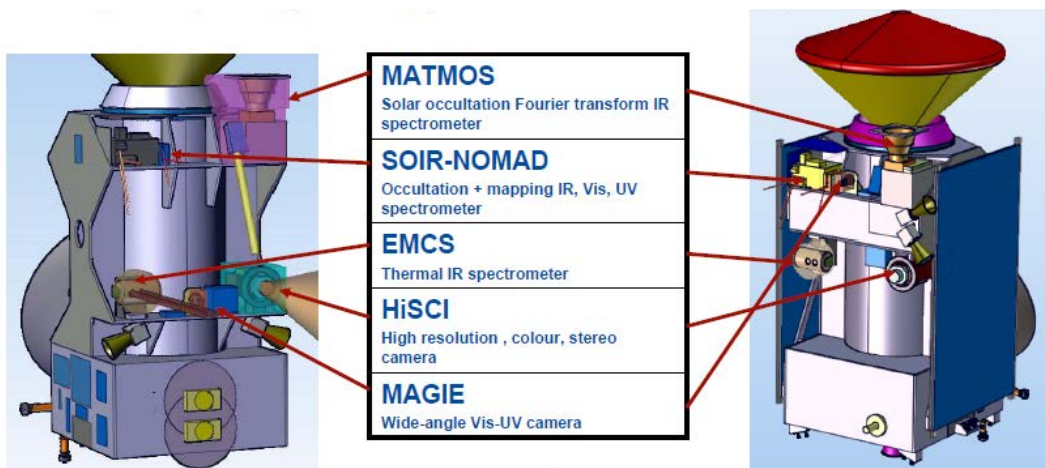 MATMOS
Solar occultation Fourier transform IR
spectrometer
SOIR-NOMAD
Occultation + mapping IR, Vis, UV
spectrometer
EMCS
Thermal IR spectrometer
HiSCI
High resolution , colour, stereo
camera
MAGIE
Wide-angle Vis-UV camera